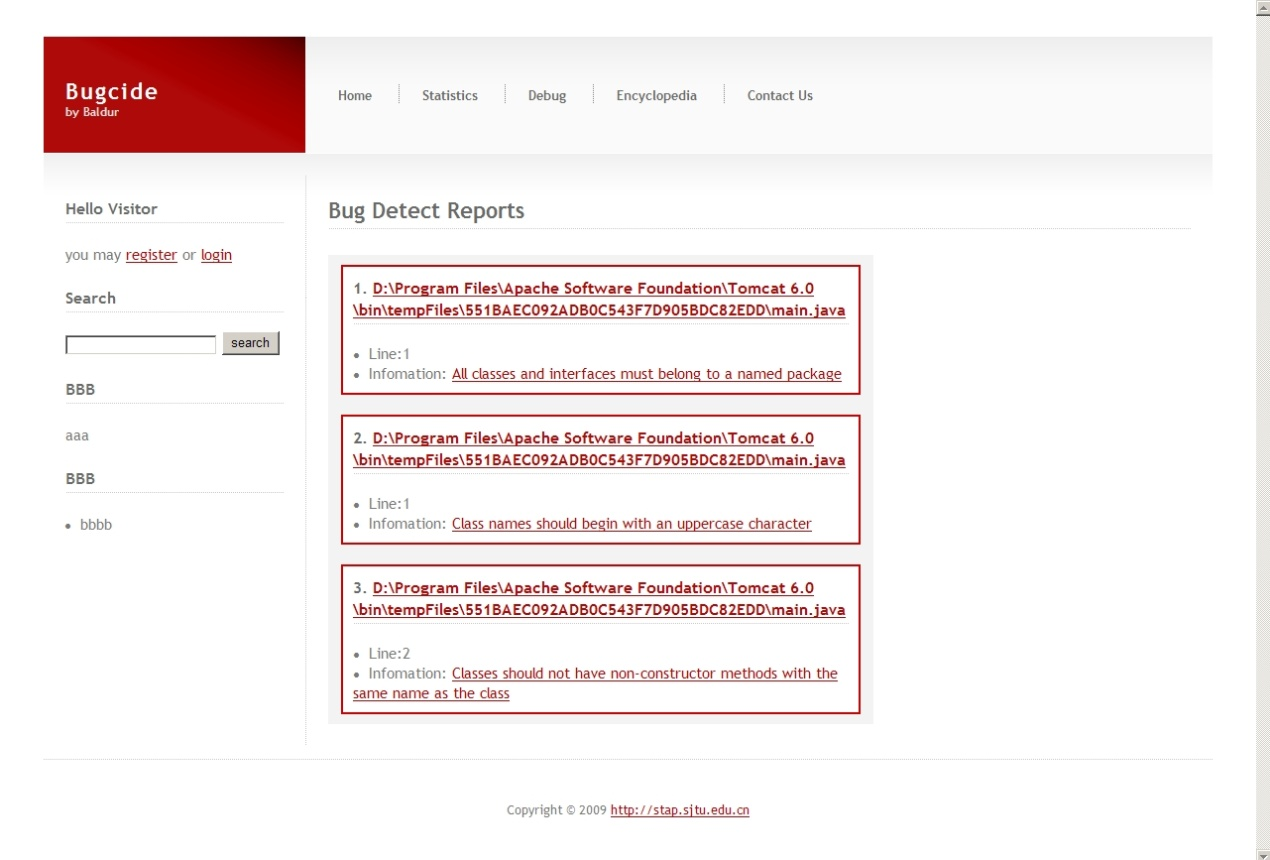 Bugcide
by Baldur
Home
Statistics
Debug
Encyclopedia
Contact Us
Hello Visitor
you may register or login
Search
search
BBB
aaa
BBB
bbbb
Bug Detect Reports
1. D:\Program Files\Apache Software Foundation\Tomcat 6.0
\bin\tempFiles\551BAEC092ADB0C543F7D905BDC82EDD\main.java
Line:1
Infomation: All classes and interfaces must belong to a named package
2. D:\Program Files\Apache Software Foundation\Tomcat 6.0
\bin\tempFiles\551BAEC092ADB0C543F7D905BDC82EDD\main.java
Line:1
Infomation: Class names should begin with an uppercase character
3. D:\Program Files\Apache Software Foundation\Tomcat 6.0
\bin\tempFiles\551BAEC092ADB0C543F7D905BDC82EDD\main.java
Line:2
Infomation: Classes should not have non-constructor methods with the
same name as the class
Copyright © 2009 http://stap.sjtu.edu.cn